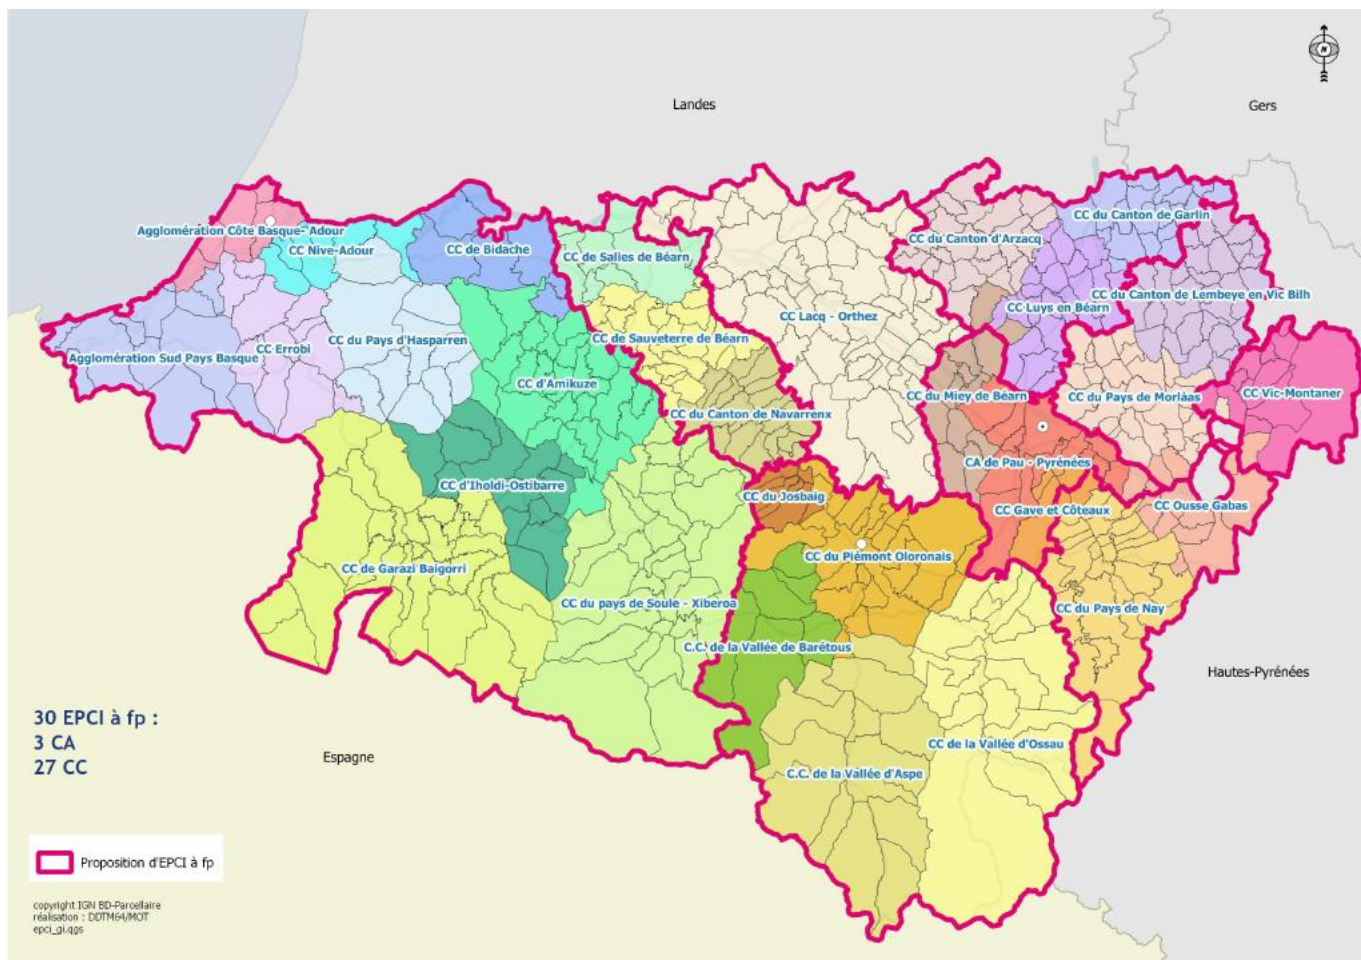 N
Landes
Gers
CC du Canton de Garlin
Agglomération Côte Basque- Adour
CC du Canton d'Arzacq
CC Nive-Adour
CC de Bidache
CC de Salies de Béarn
CC du Canton de Lembeye en Vic Bilh
CC Luys en Béarn
CC Lacq - Orthez
CC de Sauveterre de Béarn
CC du Pays d'Hasparren
CC Errobi
Agglomération Sud Pays Basque
CC d'Amikuze
CC Vic-Montaner
CC du Miey de Béarn
CC du Pays de Morlàas
CC du Canton de Navarrenx
CA de Pau - Pyrénées
CC d'Iholdi-Ostibarre
CC du Josbaig
CC Ousse Gabas
CC Gave et Côteaux
CC du Piémont Oloronais
CC de Garazi Baigorri
CC du pays de Soule - Xiberoa
CC du Pays de Nay
C.C. de la Vallée de Barétous
Hautes-Pyrénées
30 EPCI à fp :
3 CA
27 CC
CC de la Vallée d'Ossau
Espagne
C.C. de la Vallée d'Aspe
Proposition d'EPCI à fp
copyright IGN BD-Parcellaire
réalisation : DDTM64/MOT
epci_gi.qgs